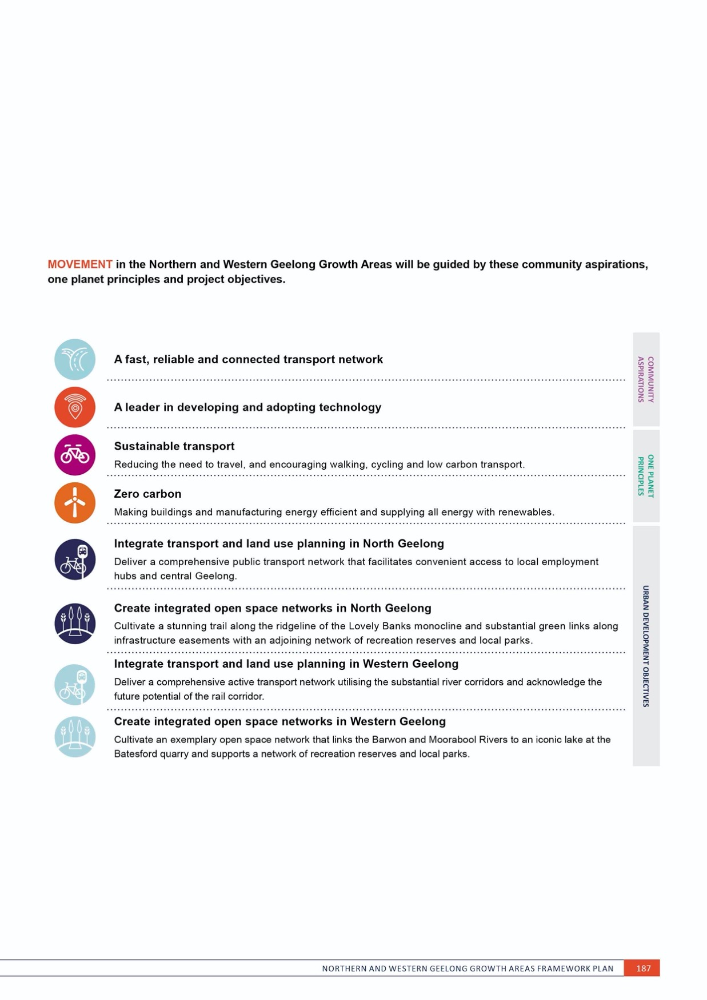 MOVEMENT in the Northern and Western Geelong Growth Areas will be guided by these community aspirations,
one planet principles and project objectives.
A fast, reliable and connected transport network
A leader in developing and adopting technology
COMMUNITY
ASPIRATIONS
Sustainable transport
Reducing the need to travel, and encouraging walking, cycling and low carbon transport.
Zero carbon
Making buildings and manufacturing energy efficient and supplying all energy with renewables.
ONE PLANET
PRINCIPLES
Integrate transport and land use planning in North Geelong
Deliver a comprehensive public transport network that facilitates convenient access to local employment
hubs and central Geelong.
Create integrated open space networks in North Geelong
Cultivate a stunning trail along the ridgeline of the Lovely Banks monocline and substantial green links along
infrastructure easements with an adjoining network of recreation reserves and local parks.
Integrate transport and land use planning in Western Geelong
Deliver a comprehensive active transport network utilising the substantial river corridors and acknowledge the
future potential of the rail corridor.
Create integrated open space networks in Western Geelong
Cultivate an exemplary open space network that links the Barwon and Moorabool Rivers to an iconic lake at the
Batesford quarry and supports a network of recreation reserves and local parks.
URBAN DEVELOPMENT OBJECTIVES
NORTHERN AND WESTERN GEELONG GROWTH AREAS FRAMEWORK PLAN 187